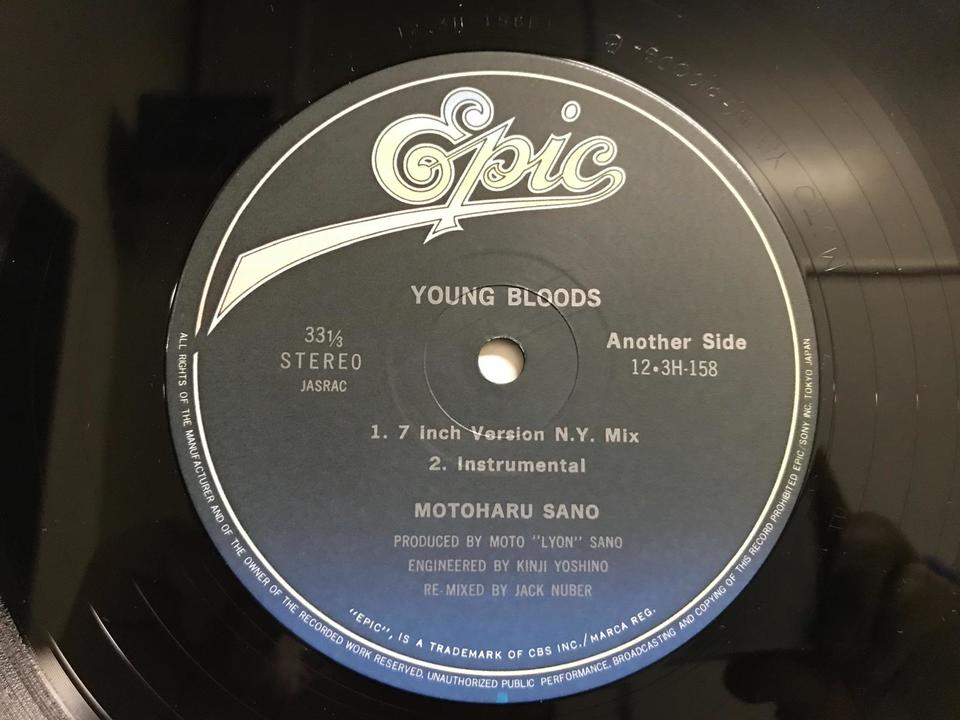 Epic
YOUNG BLOODS
33⅓
STEREO
JASRAC
Another Side
12•3H-158
1. 7 Inch Version N.Y. Mix
2. Instrumental
MOTOHARU SANO
PRODUCED BY MOTO "LYON" SANO
ENGINEERED BY KINJI YOSHINO
RE-MIXED BY JACK NUBER
"EPIC", IS A TRADEMARK OF CBS INC./MARCA REG.
ALL RIGHTS OF THE MANUFACTURER AND OF THE OWNER OF THE RECORDED WORK RESERVED, UNAUTHORIZED PUBLIC PERFORMANCE, BROADCASTING AND COPYING OF THIS RECORD PROHIBITED EPIC/SONY INC. TOKYO JAPAN